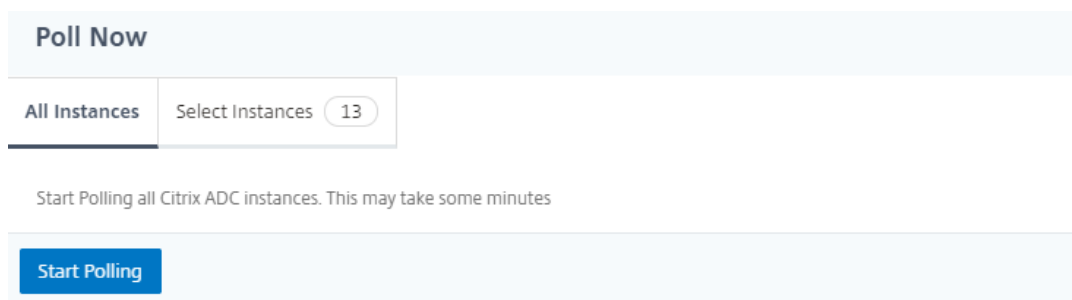 Poll Now
All Instances
Select Instances 13
Start Polling all Citrix ADC instances. This may take some minutes
Start Polling